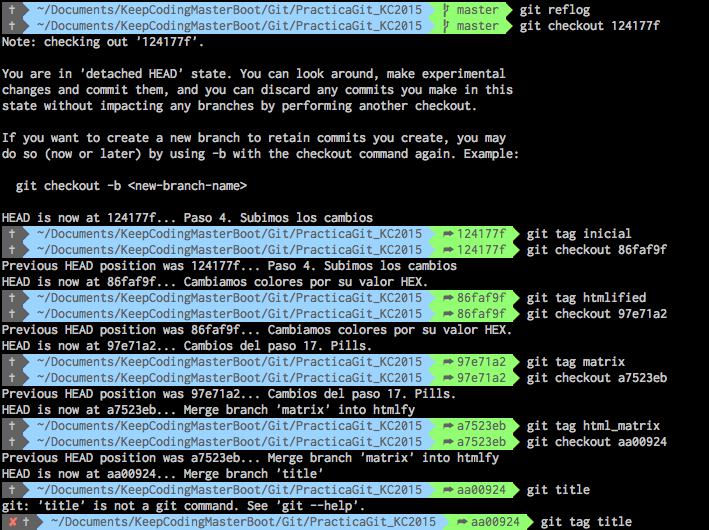 ✝ ~/Documents/KeepCodingMasterBoot/Git/PracticaGit_KC2015 master git reflog
✝ ~/Documents/KeepCodingMasterBoot/Git/PracticaGit_KC2015 master git checkout 124177f
Note: checking out '124177f'.
You are in 'detached HEAD' state. You can look around, make experimental
changes and commit them, and you can discard any commits you make in this
state without impacting any branches by performing another checkout.
If you want to create a new branch to retain commits you create, you may
do so (now or later) by using -b with the checkout command again. Example:
git checkout -b <new-branch-name>
HEAD is now at 124177f... Paso 4. Subimos los cambios
✝ ~/Documents/KeepCodingMasterBoot/Git/PracticaGit_KC2015 ➦ 124177f git tag inicial
✝ ~/Documents/KeepCodingMasterBoot/Git/PracticaGit_KC2015 ➦ 124177f git checkout 86faf9f
Previous HEAD position was 124177f... Paso 4. Subimos los cambios
HEAD is now at 86faf9f... Cambiamos colores por su valor HEX.
✝ ~/Documents/KeepCodingMasterBoot/Git/PracticaGit_KC2015 ➦ 86faf9f git tag htmlified
✝ ~/Documents/KeepCodingMasterBoot/Git/PracticaGit_KC2015 ➦ 86faf9f git checkout 97e71a2
Previous HEAD position was 86faf9f... Cambiamos colores por su valor HEX.
HEAD is now at 97e71a2... Cambios del paso 17. Pills.
✝ ~/Documents/KeepCodingMasterBoot/Git/PracticaGit_KC2015 ➦ 97e71a2 git tag matrix
✝ ~/Documents/KeepCodingMasterBoot/Git/PracticaGit_KC2015 ➦ 97e71a2 git checkout a7523eb
Previous HEAD position was 97e71a2... Cambios del paso 17. Pills.
HEAD is now at a7523eb... Merge branch 'matrix' into htmlfy
✝ ~/Documents/KeepCodingMasterBoot/Git/PracticaGit_KC2015 ➦ a7523eb git tag html_matrix
✝ ~/Documents/KeepCodingMasterBoot/Git/PracticaGit_KC2015 ➦ a7523eb git checkout aa00924
Previous HEAD position was a7523eb... Merge branch 'matrix' into htmlfy
HEAD is now at aa00924... Merge branch 'title'
✝ ~/Documents/KeepCodingMasterBoot/Git/PracticaGit_KC2015 ➦ aa00924 git title
git: 'title' is not a git command. See 'git --help'.
✘ ✝ ~/Documents/KeepCodingMasterBoot/Git/PracticaGit_KC2015 ➦ aa00924 git tag title